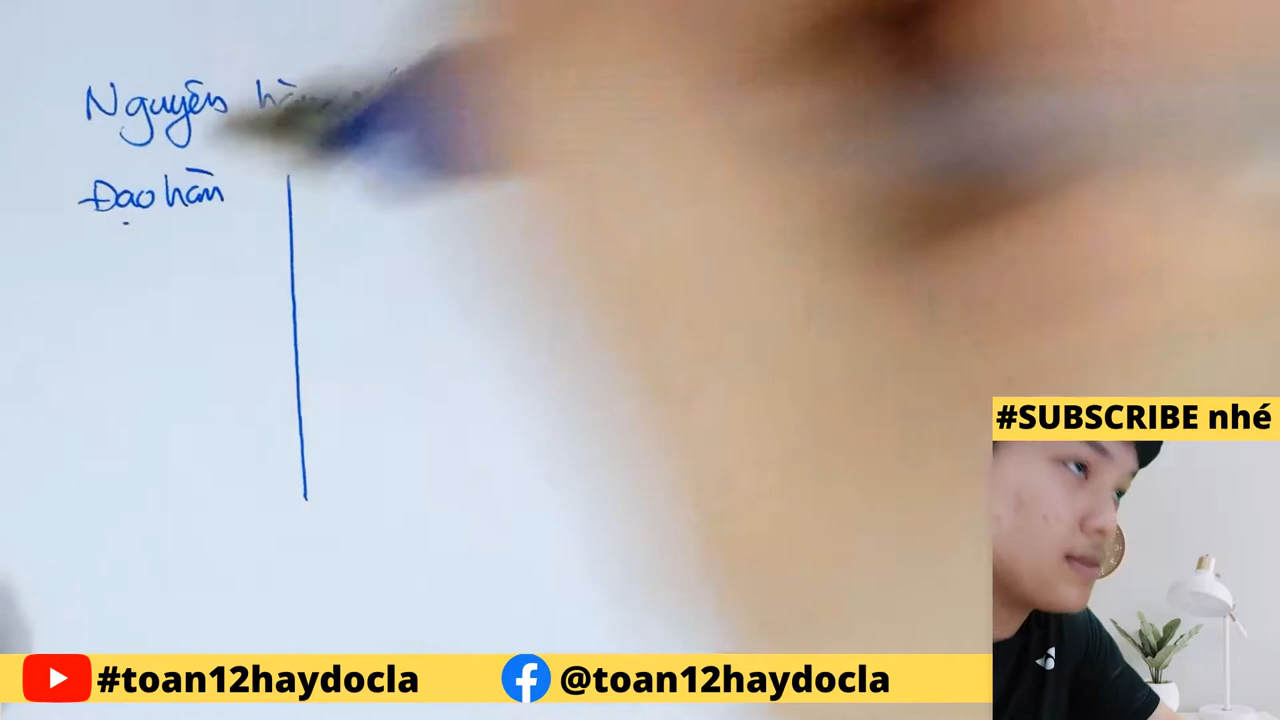 Nguyên
Đạo hàm
#SUBSCRIBE nhé
#toan12haydocla
@toan12haydocla